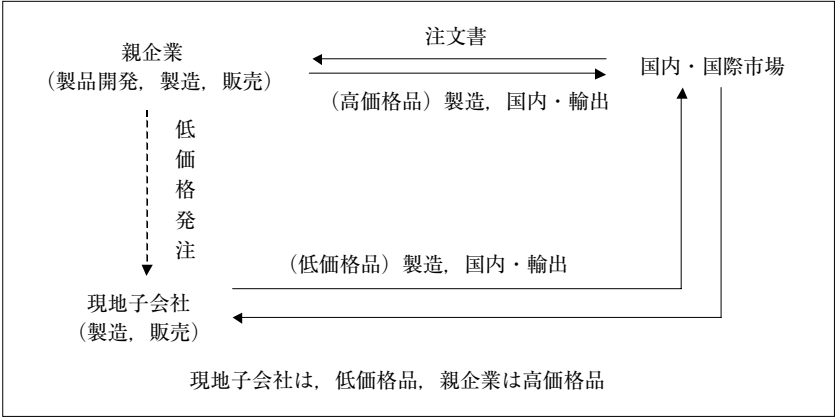 注文書
親企業
（製品開発，製造，販売）
国内・国際市場
（高価格品）製造，国内・輸出
低価格発注
（低価格品）製造，国内・輸出
現地子会社
（製造，販売）
現地子会社は，低価格品，親企業は高価格品